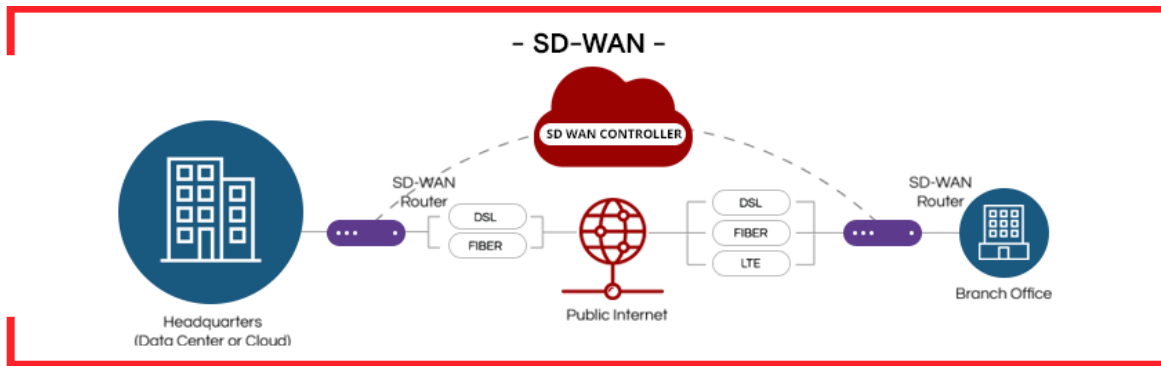 - SD-WAN -
SD WAN CONTROLLER
SD-WAN
Router
SD-WAN
Router
DSL
FIBER
DSL
FIBER
LTE
Public Internet
Branch Office
Headquarters
(Data Center or Cloud)